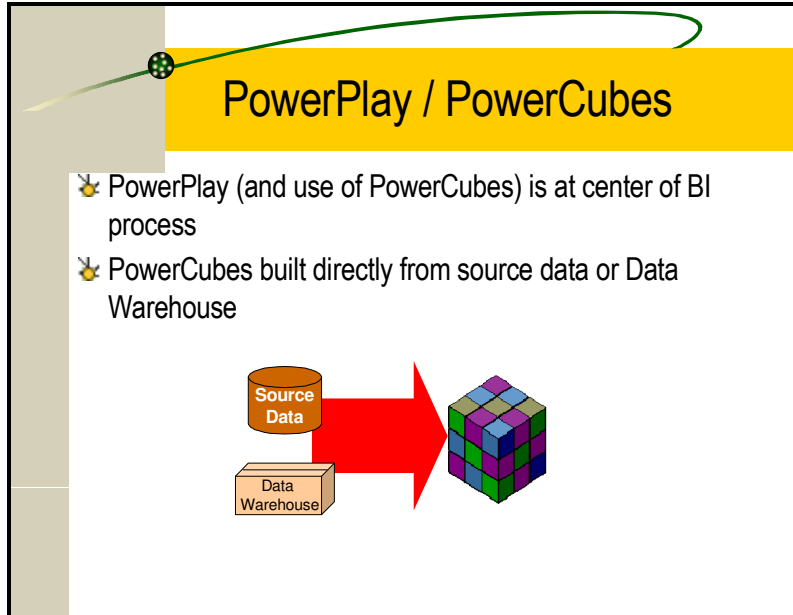 PowerPlay / PowerCubes
PowerPlay (and use of PowerCubes) is at center of BI
process
PowerCubes built directly from source data or Data
Warehouse
Source
Data
Data
Warehouse